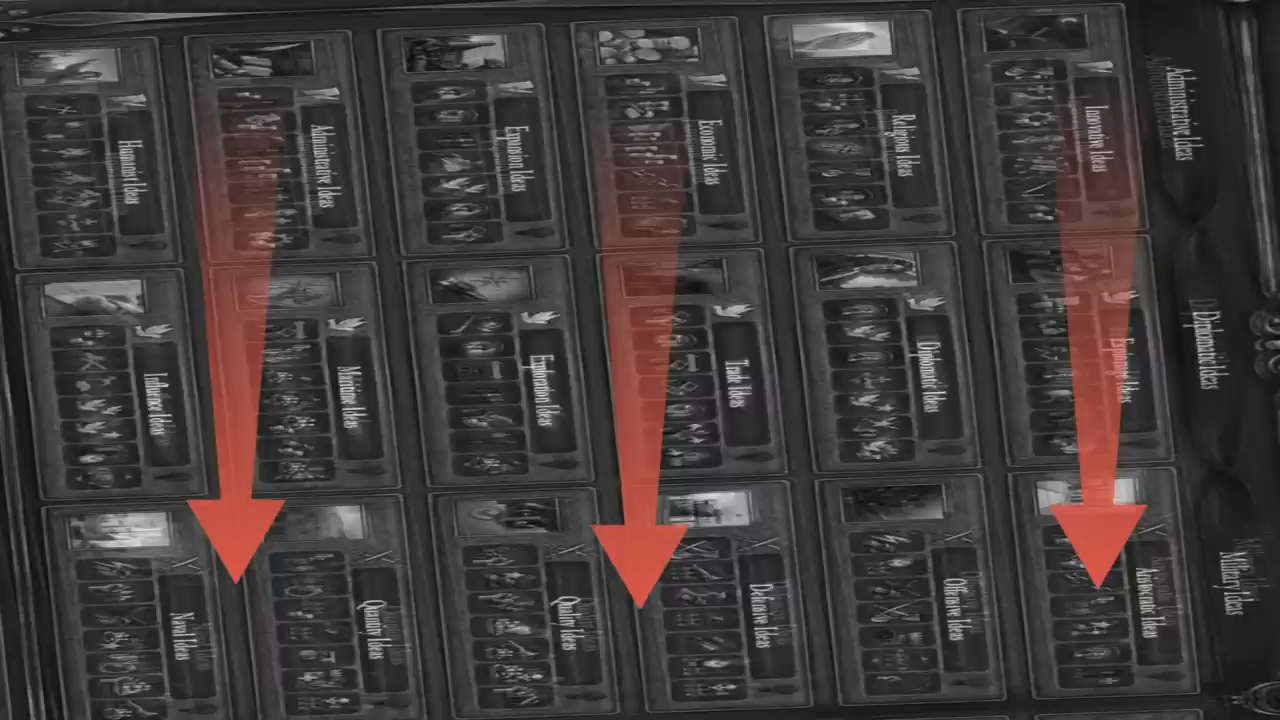 Administrative Ideas
Diplomatic Ideas
Military Ideas
Innovative Ideas
Espionage Ideas
Aristocratic Ideas
Religious Ideas
Diplomatic Ideas
Offensive Ideas
Economic Ideas
Trade Ideas
Defensive Ideas
Expansion Ideas
Exploration Ideas
Quality Ideas
Administrative Ideas
Maritime Ideas
Quantity Ideas
Humanist Ideas
Influence Ideas
Naval Ideas